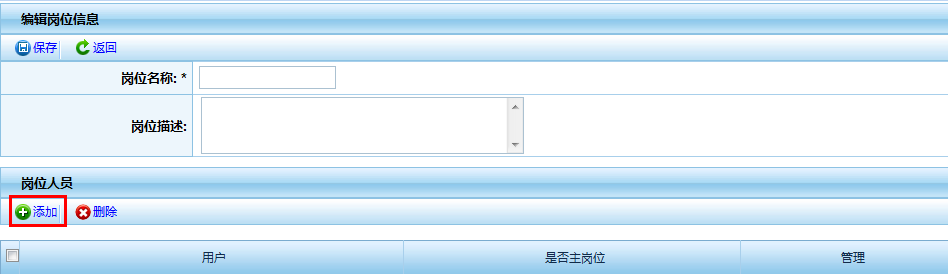 编辑岗位信息
保存 返回
岗位名称: *
岗位描述:
岗位人员
添加 删除
用户 是否主岗位 管理